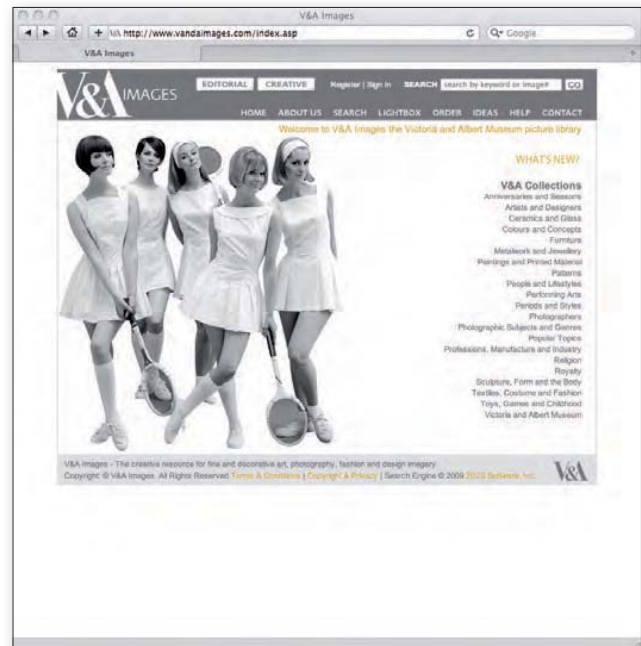 V&A Images
http://www.vandaimages.com/index.asp
Google
V&A Images
V&A IMAGES
EDITORIAL CREATIVE Register | Sign In SEARCH search by keyword or image# GO
HOME ABOUT US SEARCH LIGHTBOX ORDER IDEAS HELP CONTACT
Welcome to V&A Images the Victoria and Albert Museum picture library
WHAT'S NEW?
V&A Collections
Anniversaries and Seasons
Artists and Designers
Ceramics and Glass
Colours and Concepts
Furniture
Metalwork and Jewellery
Paintings and Printed Material
Patterns
People and Lifestyles
Performing Arts
Periods and Styles
Photographers
Photographic Subjects and Genres
Popular Topics
Professions, Manufacture and Industry
Religion
Royalty
Sculpture, Form and the Body
Textiles, Costume and Fashion
Toys, Games and Childhood
Victoria and Albert Museum
V&A Images - The creative resource for fine and decorative art, photography, fashion and design imagery
Copyright © V&A Images. All Rights Reserved Terms & Conditions | Copyright & Privacy | Search Engine © 2009 Software, Inc.
V&A